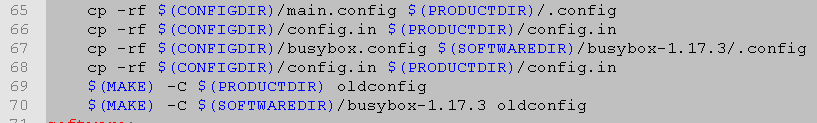 65 cp -rf $(CONFIGDIR)/main.config $(PRODUCTDIR)/.config
66 cp -rf $(CONFIGDIR)/config.in $(PRODUCTDIR)/config.in
67 cp -rf $(CONFIGDIR)/busybox.config $(SOFTWAREDIR)/busybox-1.17.3/.config
68 cp -rf $(CONFIGDIR)/config.in $(PRODUCTDIR)/config.in
69 $(MAKE) -C $(PRODUCTDIR) oldconfig
70 $(MAKE) -C $(SOFTWAREDIR)/busybox-1.17.3 oldconfig